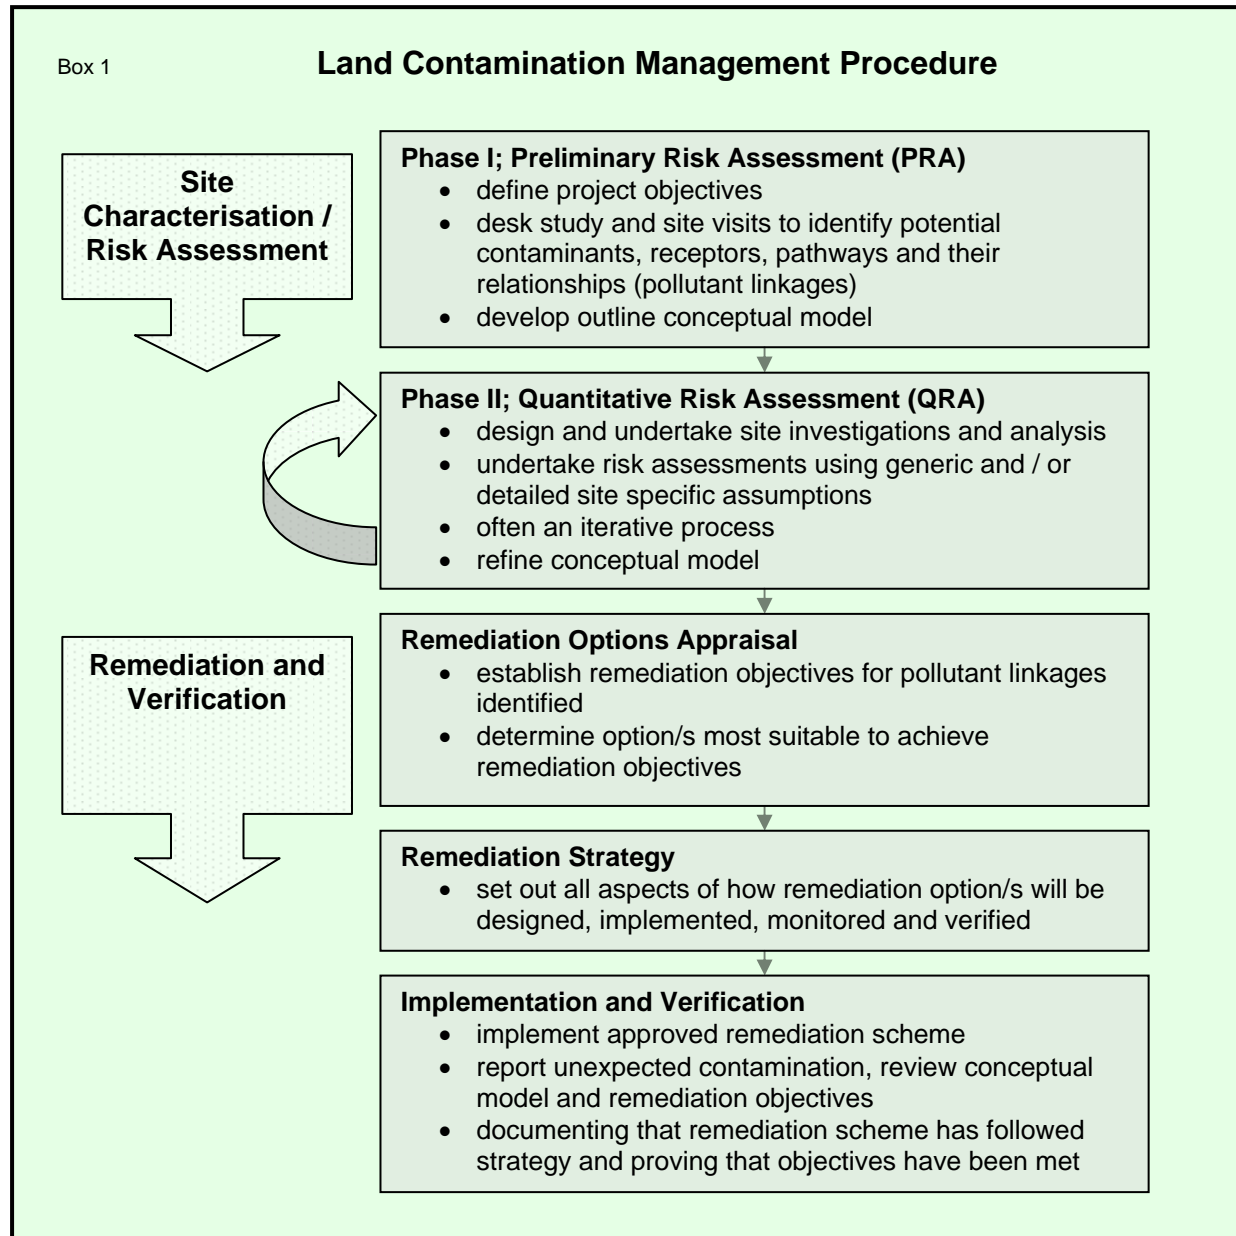 Box 1
Land Contamination Management Procedure
Site
Characterisation /
Risk Assessment
Phase I; Preliminary Risk Assessment (PRA)
• define project objectives
• desk study and site visits to identify potential
contaminants, receptors, pathways and their
relationships (pollutant linkages)
• develop outline conceptual model
Phase II; Quantitative Risk Assessment (QRA)
• design and undertake site investigations and analysis
• undertake risk assessments using generic and / or
detailed site specific assumptions
• often an iterative process
• refine conceptual model
Remediation and
Verification
Remediation Options Appraisal
• establish remediation objectives for pollutant linkages
identified
• determine option/s most suitable to achieve
remediation objectives
Remediation Strategy
• set out all aspects of how remediation option/s will be
designed, implemented, monitored and verified
Implementation and Verification
• implement approved remediation scheme
• report unexpected contamination, review conceptual
model and remediation objectives
• documenting that remediation scheme has followed
strategy and proving that objectives have been met